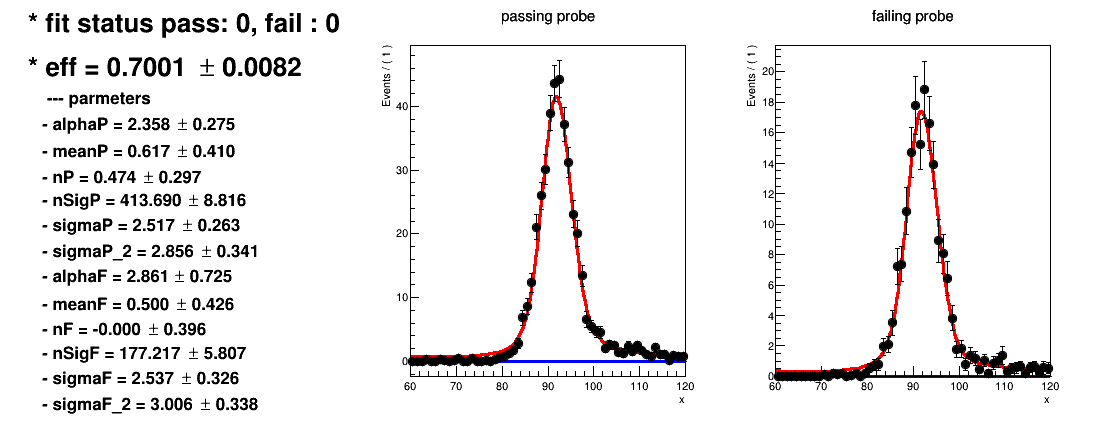 * fit status pass: 0, fail : 0
* eff = 0.7001 ± 0.0082
--- parmeters
- alphaP = 2.358 ± 0.275
- meanP = 0.617 ± 0.410
- nP = 0.474 ± 0.297
- nSigP = 413.690 ± 8.816
- sigmaP = 2.517 ± 0.263
- sigmaP_2 = 2.856 ± 0.341
- alphaF = 2.861 ± 0.725
- meanF = 0.500 ± 0.426
- nF = -0.000 ± 0.396
- nSigF = 177.217 ± 5.807
- sigmaF = 2.537 ± 0.326
- sigmaF_2 = 3.006 ± 0.338
passing probe
Events / ( 1 )
40
30
20
10
0
60 70 80 90 100 110 120
x
failing probe
Events / ( 1 )
20
18
16
14
12
10
8
6
4
2
0
60 70 80 90 100 110 120
x